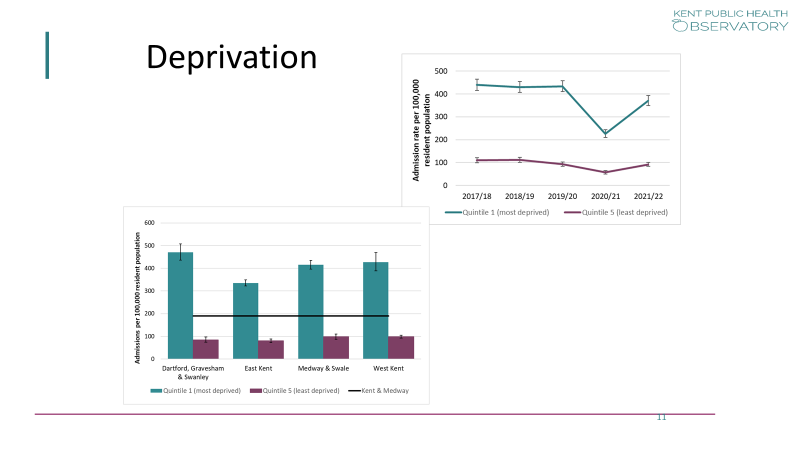 KENT PUBLIC HEALTH
OBSERVATORY
Deprivation
Admission rate per 100,000
resident population
500
400
300
200
100
0
2017/18 2018/19 2019/20 2020/21 2021/22
Quintile 1 (most deprived) Quintile 5 (least deprived)
Admissions per 100,000 resident population
600
500
400
300
200
100
0
Dartford, Gravesham East Kent Medway & Swale West Kent
& Swanley
Quintile 1 (most deprived) Quintile 5 (least deprived) Kent & Medway
11